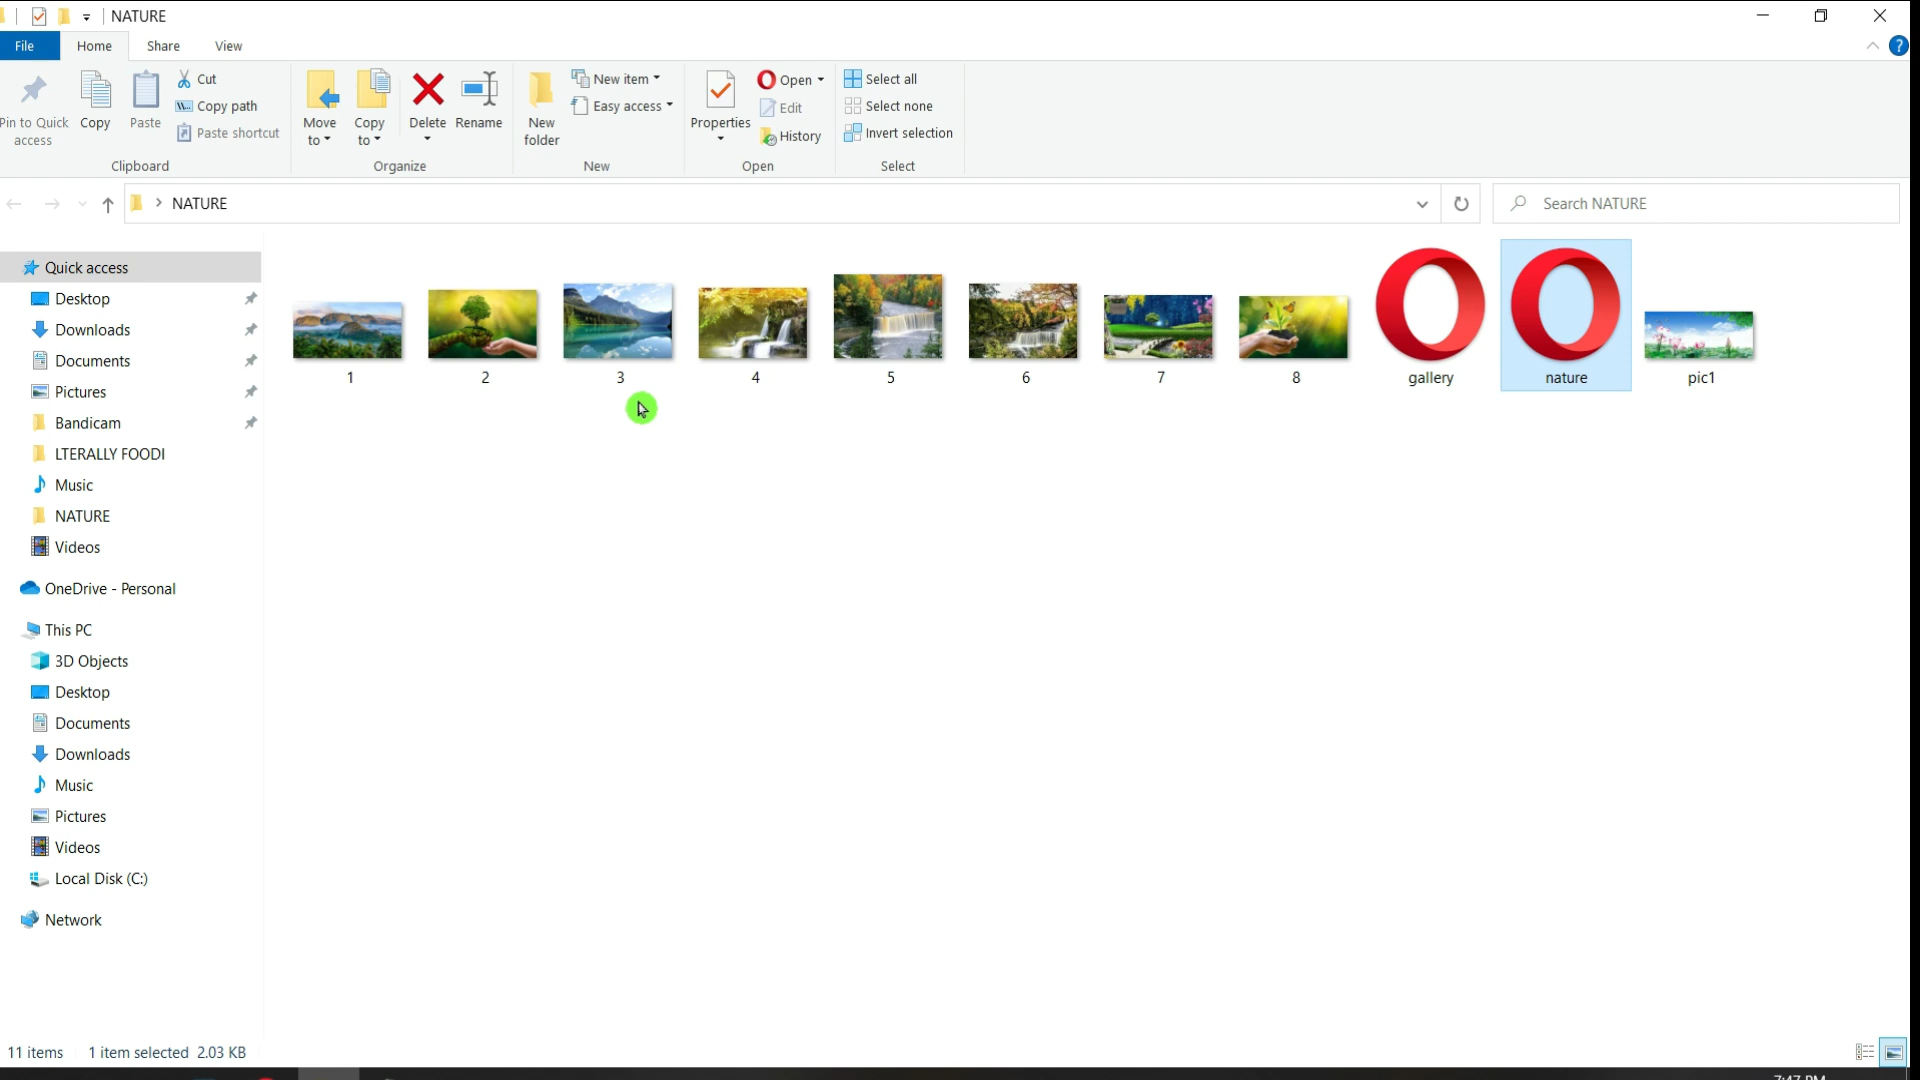 NATURE
File Home Share View
Pin to Quick access
Copy
Paste
Cut
Copy path
Paste shortcut
Clipboard
Move to
Copy to
Delete
Rename
Organize
New folder
New item
Easy access
New
Properties
Open
Edit
History
Open
Select all
Select none
Invert selection
Select
NATURE
Search NATURE
Quick access
Desktop
Downloads
Documents
Pictures
Bandicam
LTERALLY FOODI
Music
NATURE
Videos
OneDrive - Personal
This PC
3D Objects
Desktop
Documents
Downloads
Music
Pictures
Videos
Local Disk (C:)
Network
1 2 3 4 5 6 7 8 gallery nature pic1
11 items 1 item selected 2.03 KB
7:47 PM